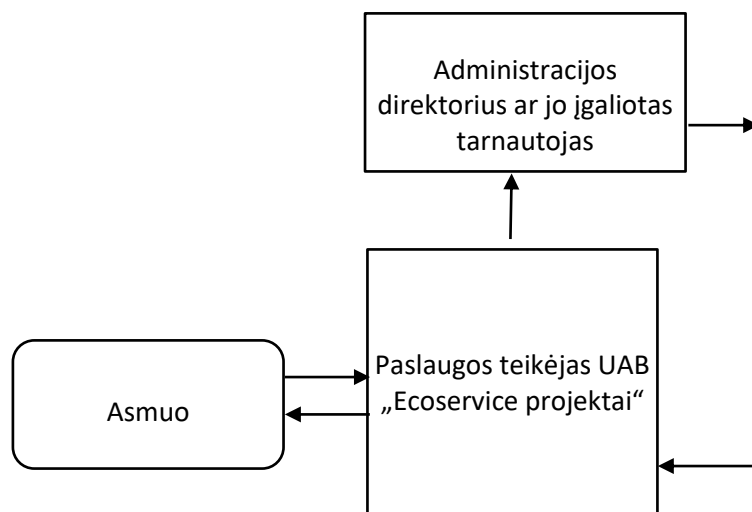 Administracijos
direktorius ar jo įgaliotas
tarnautojas
Paslaugos teikėjas UAB
„Ecoservice projektai“
Asmuo